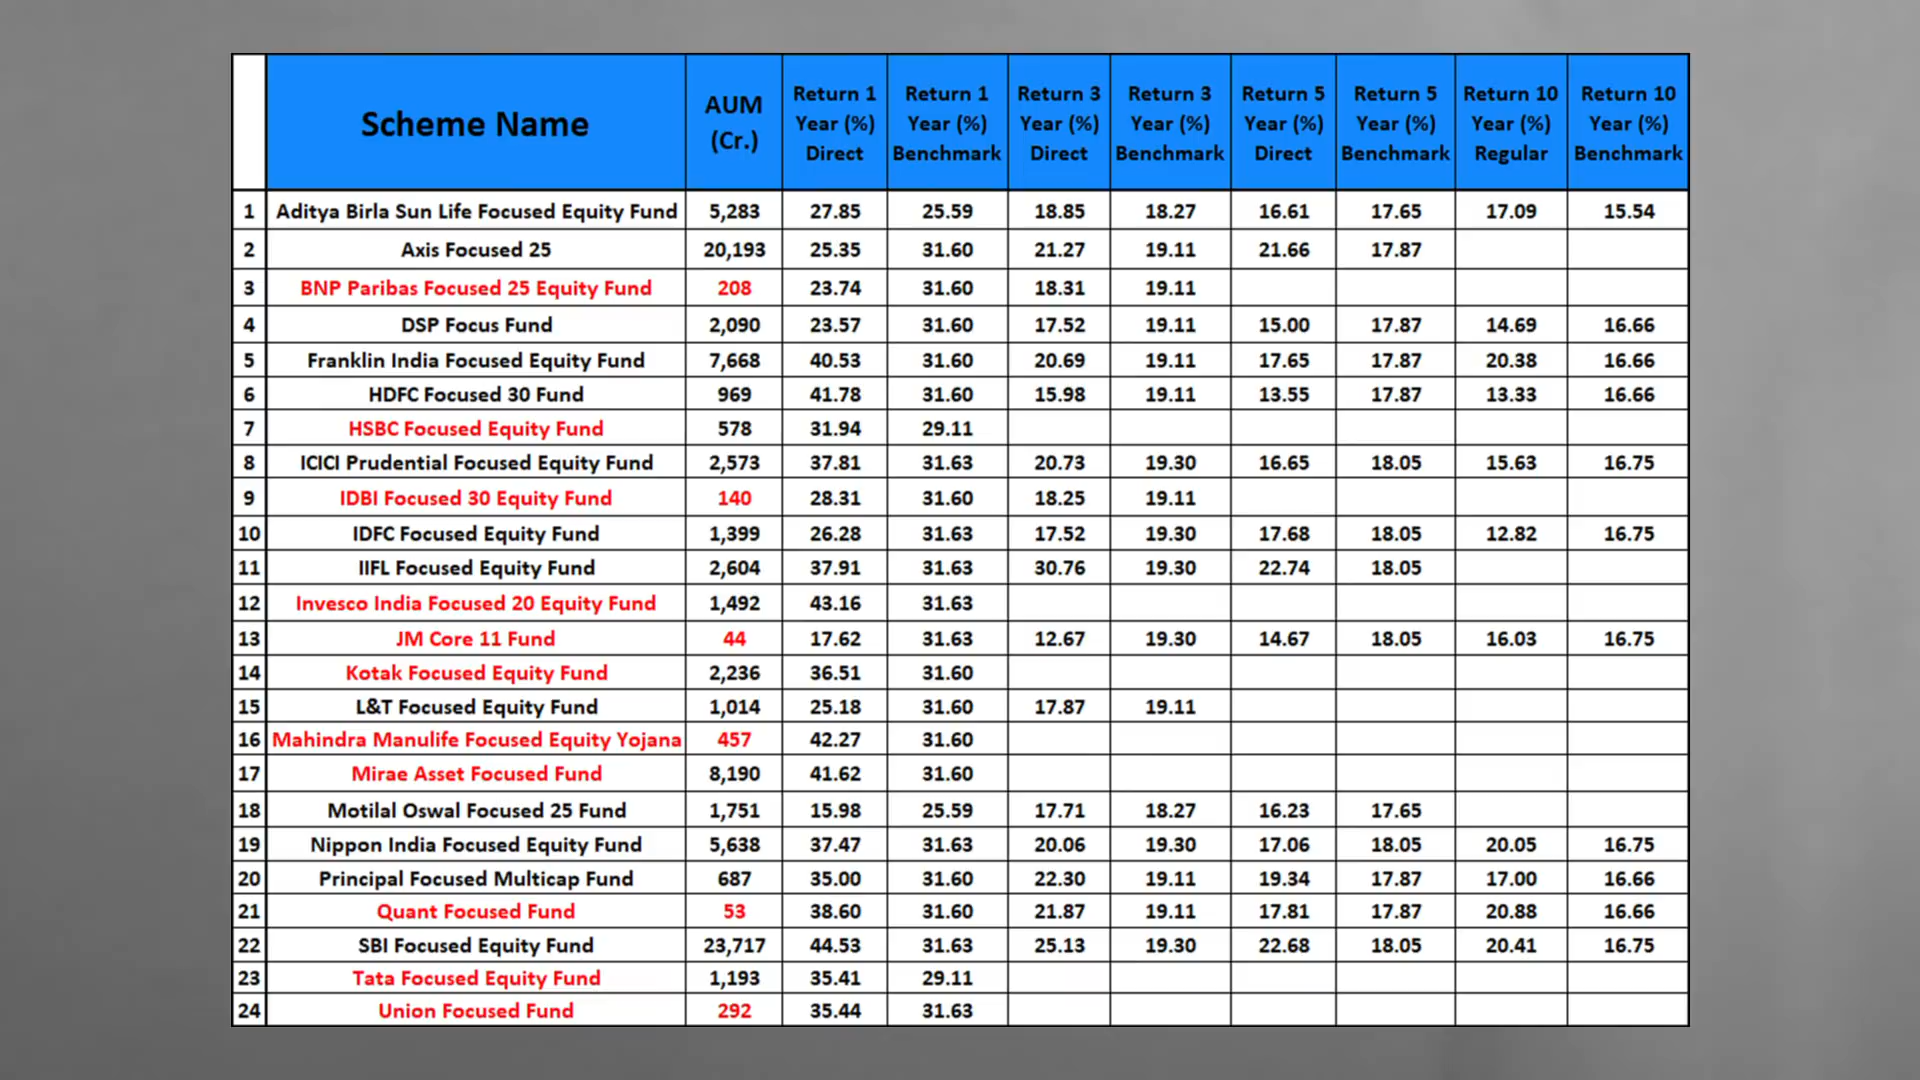 Scheme Name AUM (Cr.) Return 1 Year (%) Direct Return 1 Year (%) Benchmark Return 3 Year (%) Direct Return 3 Year (%) Benchmark Return 5 Year (%) Direct Return 5 Year (%) Benchmark Return 10 Year (%) Regular Return 10 Year (%) Benchmark
1 Aditya Birla Sun Life Focused Equity Fund 5,283 27.85 25.59 18.85 18.27 16.61 17.65 17.09 15.54
2 Axis Focused 25 20,193 25.35 31.60 21.27 19.11 21.66 17.87
3 BNP Paribas Focused 25 Equity Fund 208 23.74 31.60 18.31 19.11
4 DSP Focus Fund 2,090 23.57 31.60 17.52 19.11 15.00 17.87 14.69 16.66
5 Franklin India Focused Equity Fund 7,668 40.53 31.60 20.69 19.11 17.65 17.87 20.38 16.66
6 HDFC Focused 30 Fund 969 41.78 31.60 15.98 19.11 13.55 17.87 13.33 16.66
7 HSBC Focused Equity Fund 578 31.94 29.11
8 ICICI Prudential Focused Equity Fund 2,573 37.81 31.63 20.73 19.30 16.65 18.05 15.63 16.75
9 IDBI Focused 30 Equity Fund 140 28.31 31.60 18.25 19.11
10 IDFC Focused Equity Fund 1,399 26.28 31.63 17.52 19.30 17.68 18.05 12.82 16.75
11 IIFL Focused Equity Fund 2,604 37.91 31.63 30.76 19.30 22.74 18.05
12 Invesco India Focused 20 Equity Fund 1,492 43.16 31.63
13 JM Core 11 Fund 44 17.62 31.63 12.67 19.30 14.67 18.05 16.03 16.75
14 Kotak Focused Equity Fund 2,236 36.51 31.60
15 L&T Focused Equity Fund 1,014 25.18 31.60 17.87 19.11
16 Mahindra Manulife Focused Equity Yojana 457 42.27 31.60
17 Mirae Asset Focused Fund 8,190 41.62 31.60
18 Motilal Oswal Focused 25 Fund 1,751 15.98 25.59 17.71 18.27 16.23 17.65
19 Nippon India Focused Equity Fund 5,638 37.47 31.63 20.06 19.30 17.06 18.05 20.05 16.75
20 Principal Focused Multicap Fund 687 35.00 31.60 22.30 19.11 19.34 17.87 17.00 16.66
21 Quant Focused Fund 53 38.60 31.60 21.87 19.11 17.81 17.87 20.88 16.66
22 SBI Focused Equity Fund 23,717 44.53 31.63 25.13 19.30 22.68 18.05 20.41 16.75
23 Tata Focused Equity Fund 1,193 35.41 29.11
24 Union Focused Fund 292 35.44 31.63